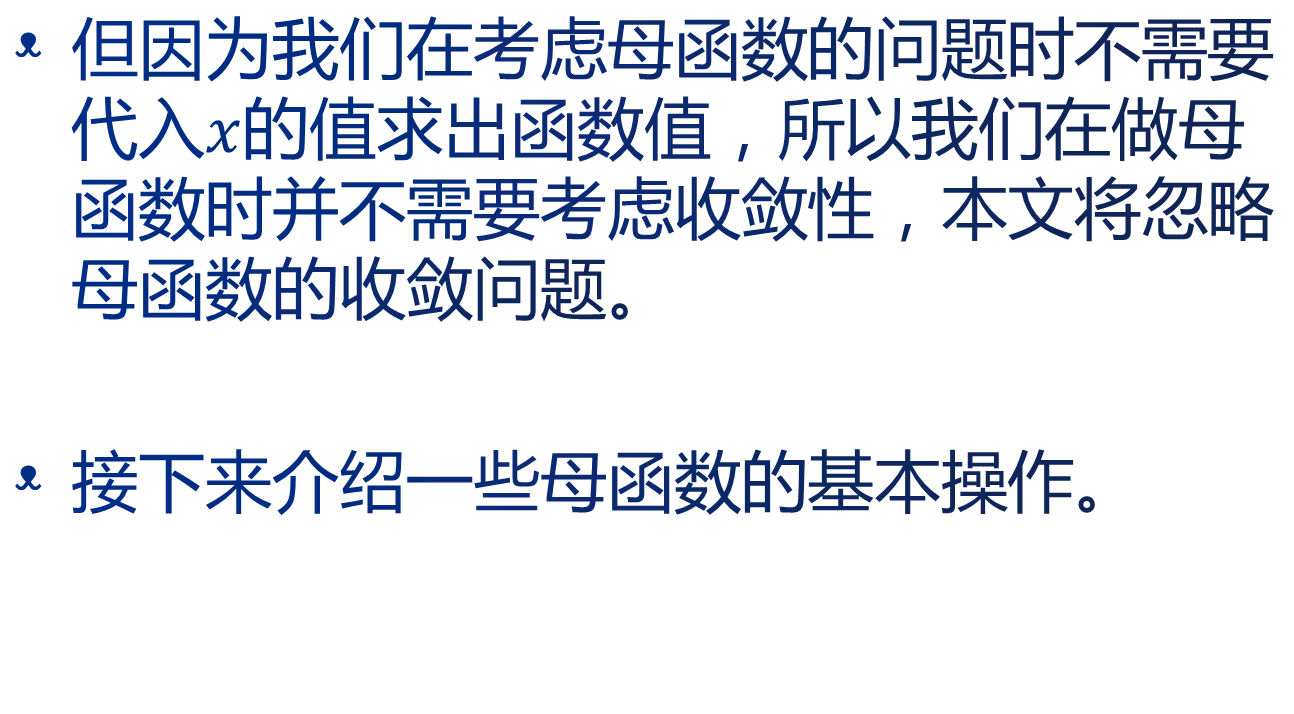 但因为我们在考虑母函数的问题时不需要
代入x的值求出函数值，所以我们在做母
函数时并不需要考虑收敛性，本文将忽略
母函数的收敛问题。
接下来介绍一些母函数的基本操作。